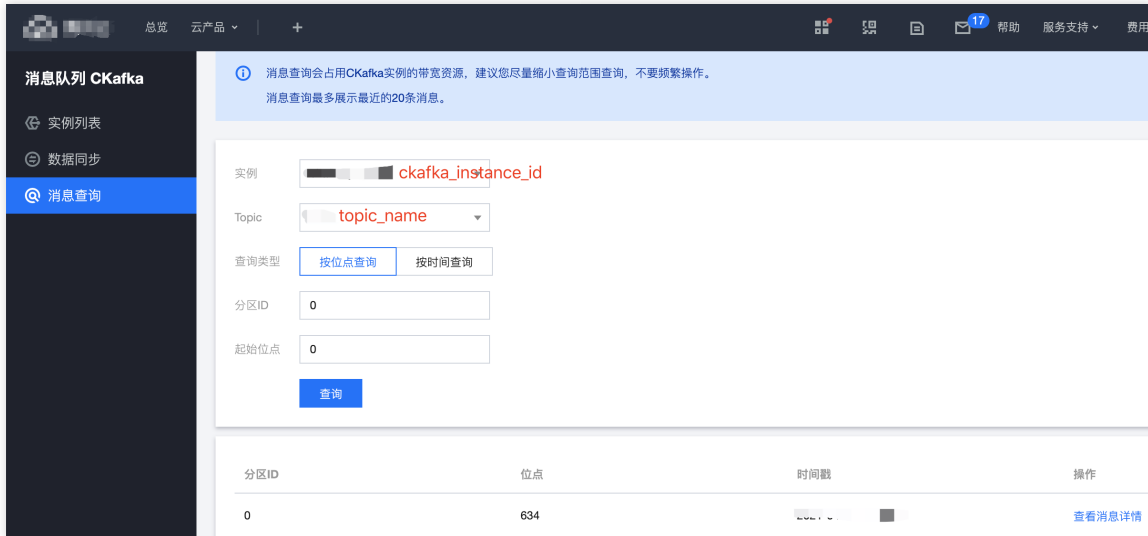 总览 云产品 + 17 帮助 服务支持 费用
消息队列 CKafka
实例列表
数据同步
消息查询
消息查询会占用CKafka实例的带宽资源，建议您尽量缩小查询范围查询，不要频繁操作。
消息查询最多展示最近的20条消息。
实例 ckafka_instance_id
Topic topic_name
查询类型 按位点查询 按时间查询
分区ID 0
起始位点 0
查询
分区ID 位点 时间戳 操作
0 634 查看消息详情